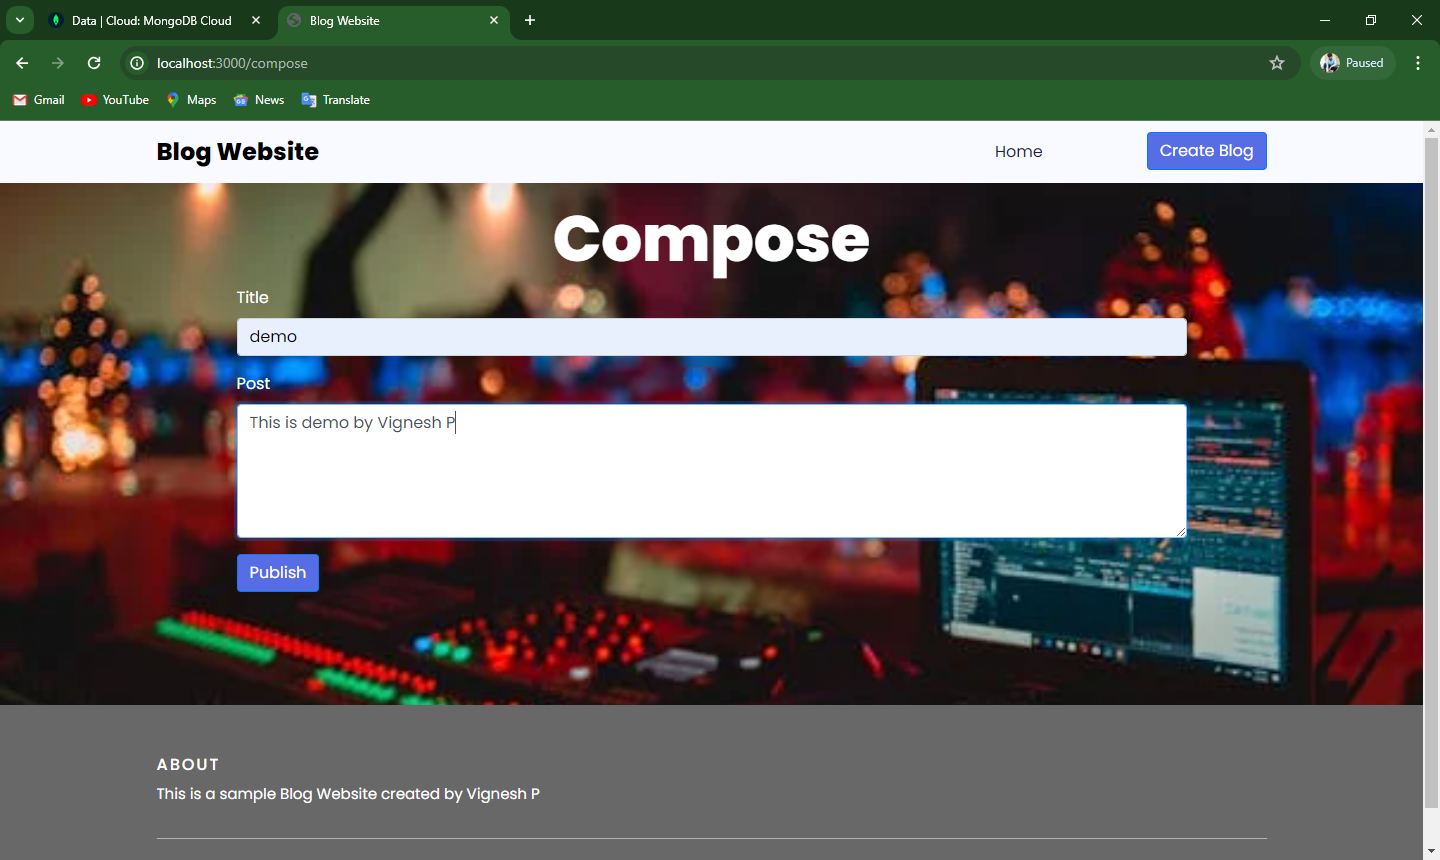 Data | Cloud: MongoDB Cloud
Blog Website
localhost:3000/compose
Paused
Gmail
YouTube
Maps
News
Translate
Blog Website
Home
Create Blog
Compose
Title
demo
Post
This is demo by Vignesh P
Publish
ABOUT
This is a sample Blog Website created by Vignesh P